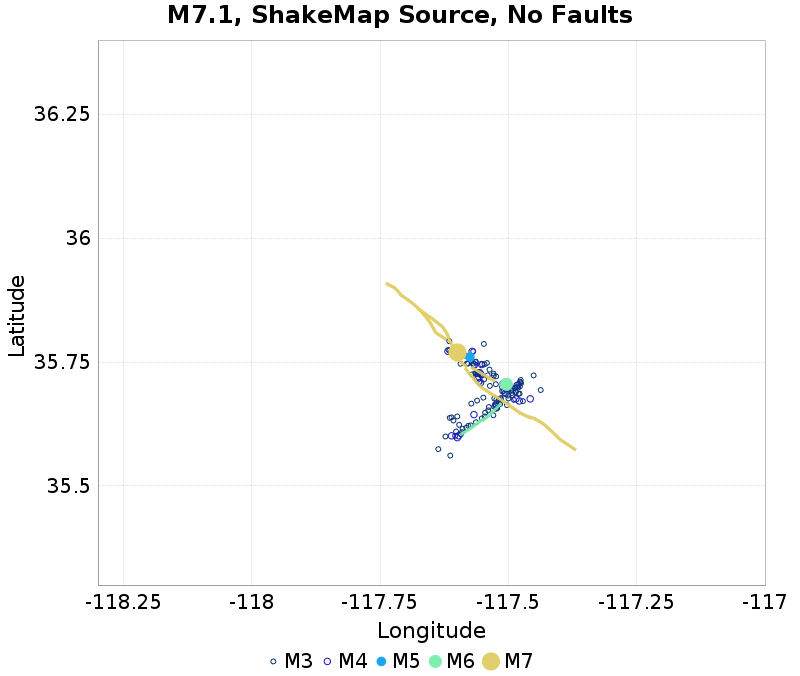 M7.1, ShakeMap Source, No Faults
36.25
36
35.75
35.5
Latitude
-118.25 -118 -117.75 -117.5 -117.25 -117
Longitude
M3 M4 M5 M6 M7